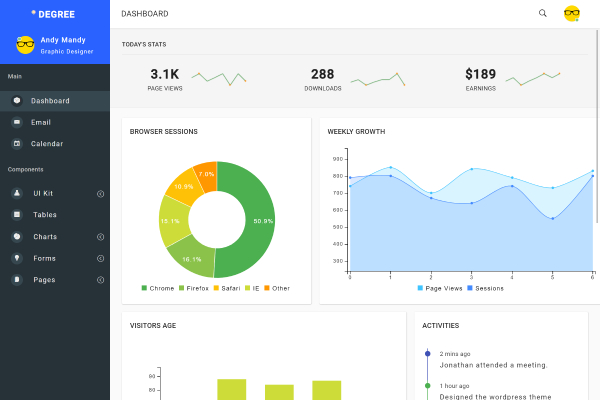 * DEGREE
Andy Mandy
Graphic Designer
Main
Dashboard
Email
Calendar
Components
UI Kit
Tables
Charts
Forms
Pages
DASHBOARD
TODAY'S STATS
3.1K
PAGE VIEWS
288
DOWNLOADS
$189
EARNINGS
BROWSER SESSIONS
7.0%
10.9%
15.1%
16.1%
50.9%
Chrome Firefox Safari IE Other
WEEKLY GROWTH
900
800
700
600
500
400
300
0 1 2 3 4 5 6
Page Views Sessions
VISITORS AGE
90
80
ACTIVITIES
2 mins ago
Jonathan attended a meeting.
1 hour ago
Designed the wordpress theme